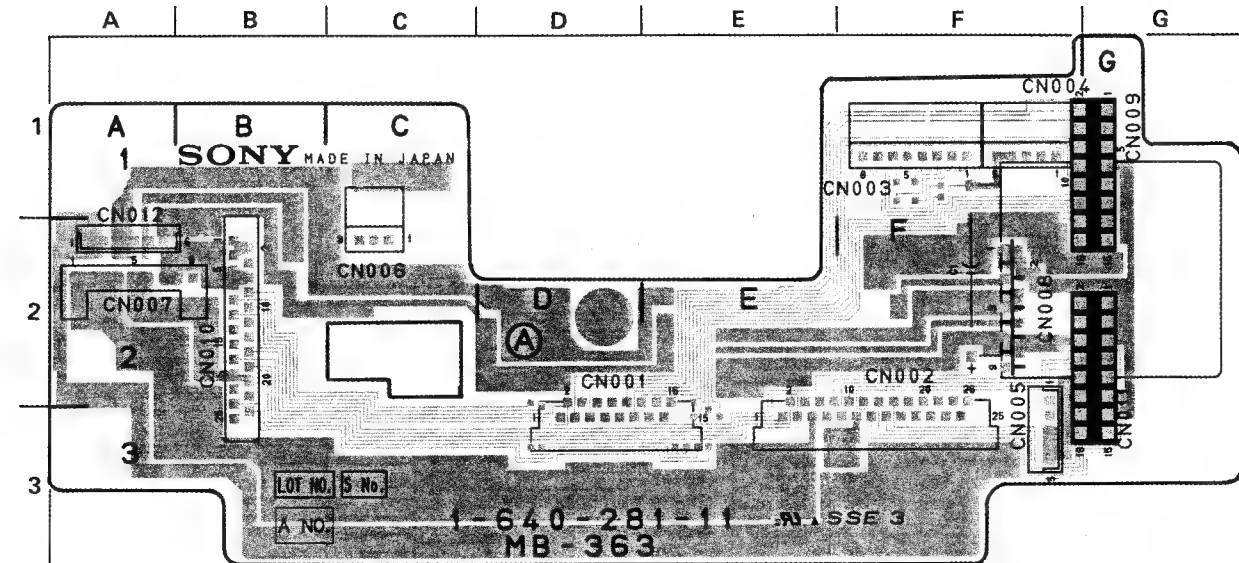 A B C D E F G
G
CN004
1 A B C CN009
1 SONY MADE IN JAPAN
CN003
CN012
F
CN006
CN007
2 D E CN008
CN010
2 A
CN001 CN002
CN005 CN011
3
3 LOT NO. S No.
A NO. 1-640-281-11 SSE 3
MB-363